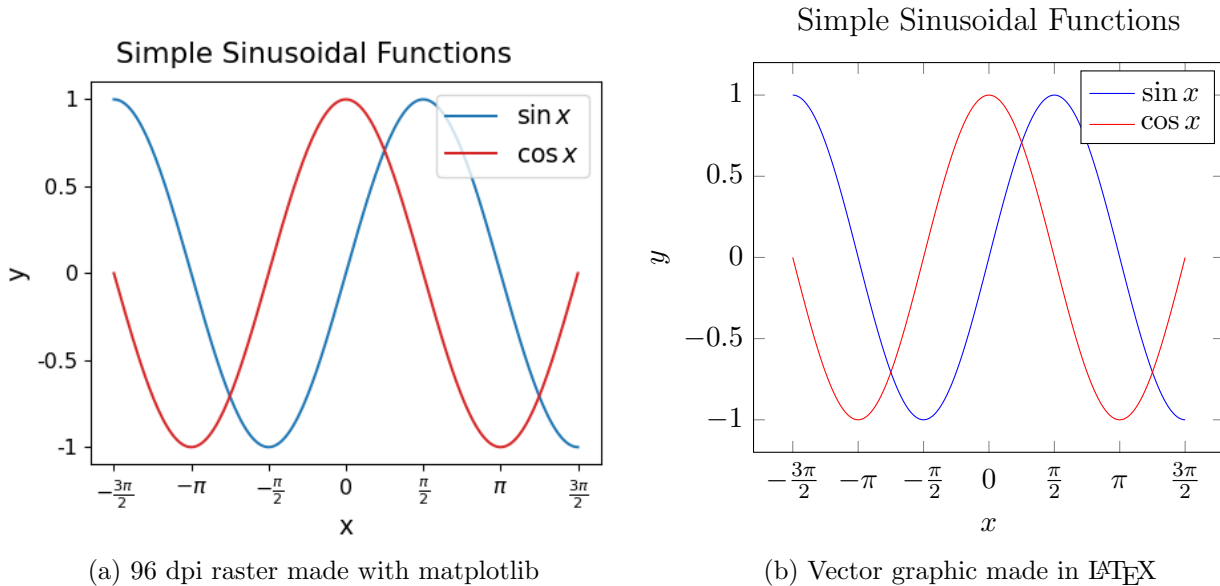 Simple Sinusoidal Functions
1
0.5
0
-0.5
-1
y
sin x
cos x
−3π/2
−π
−π/2
0
π/2
π
3π/2
x
(a) 96 dpi raster made with matplotlib
Simple Sinusoidal Functions
1
0.5
0
−0.5
−1
y
sin x
cos x
−3π/2
−π
−π/2
0
π/2
π
3π/2
x
(b) Vector graphic made in LATEX